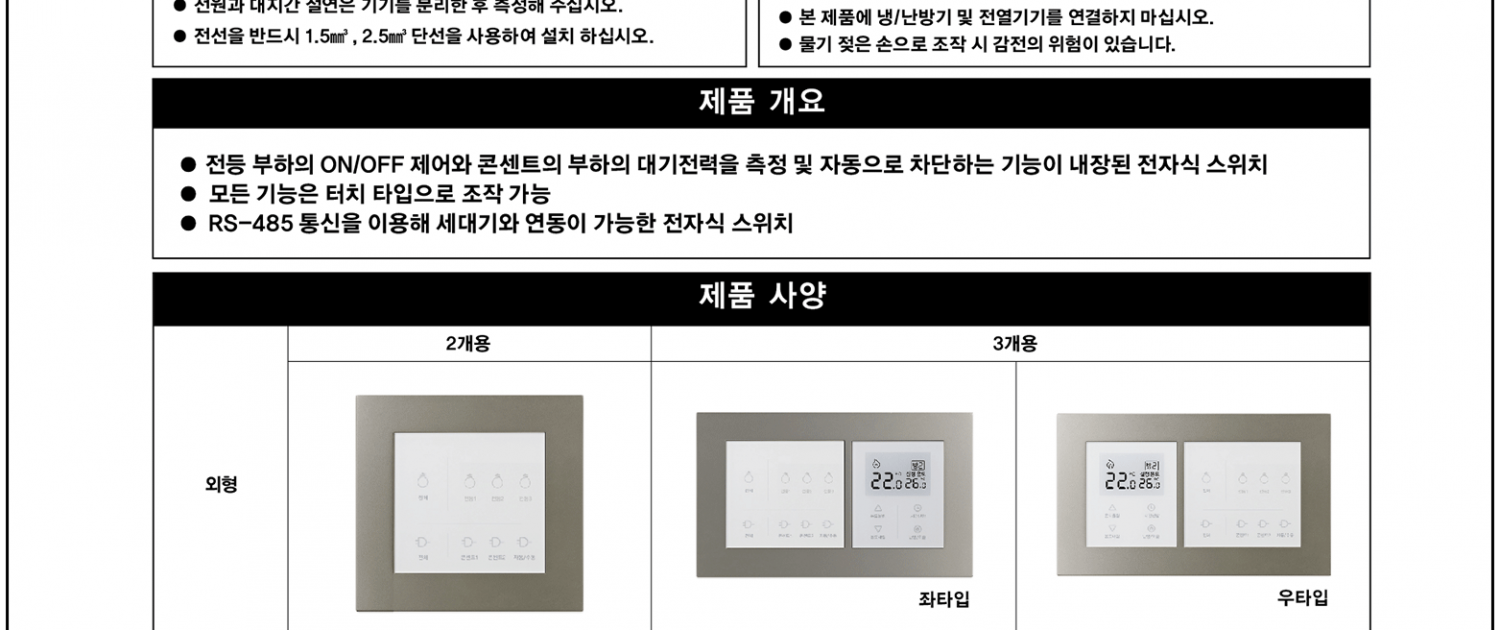 ● 전원과 대지간 절연은 기기를 분리한 후 측정해 주십시오.
● 전선을 반드시 1.5㎟, 2.5㎟ 단선을 사용하여 설치 하십시오.
● 본 제품에 냉/난방기 및 전열기기를 연결하지 마십시오.
● 물기 젖은 손으로 조작 시 감전의 위험이 있습니다.
제품 개요
● 전등 부하의 ON/OFF 제어와 콘센트의 부하의 대기전력을 측정 및 자동으로 차단하는 기능이 내장된 전자식 스위치
● 모든 기능은 터치 타입으로 조작 가능
● RS-485 통신을 이용해 세대기와 연동이 가능한 전자식 스위치
제품 사양
2개용
3개용
외형
22.0 26.0
22.0 26.0
좌타입
우타입